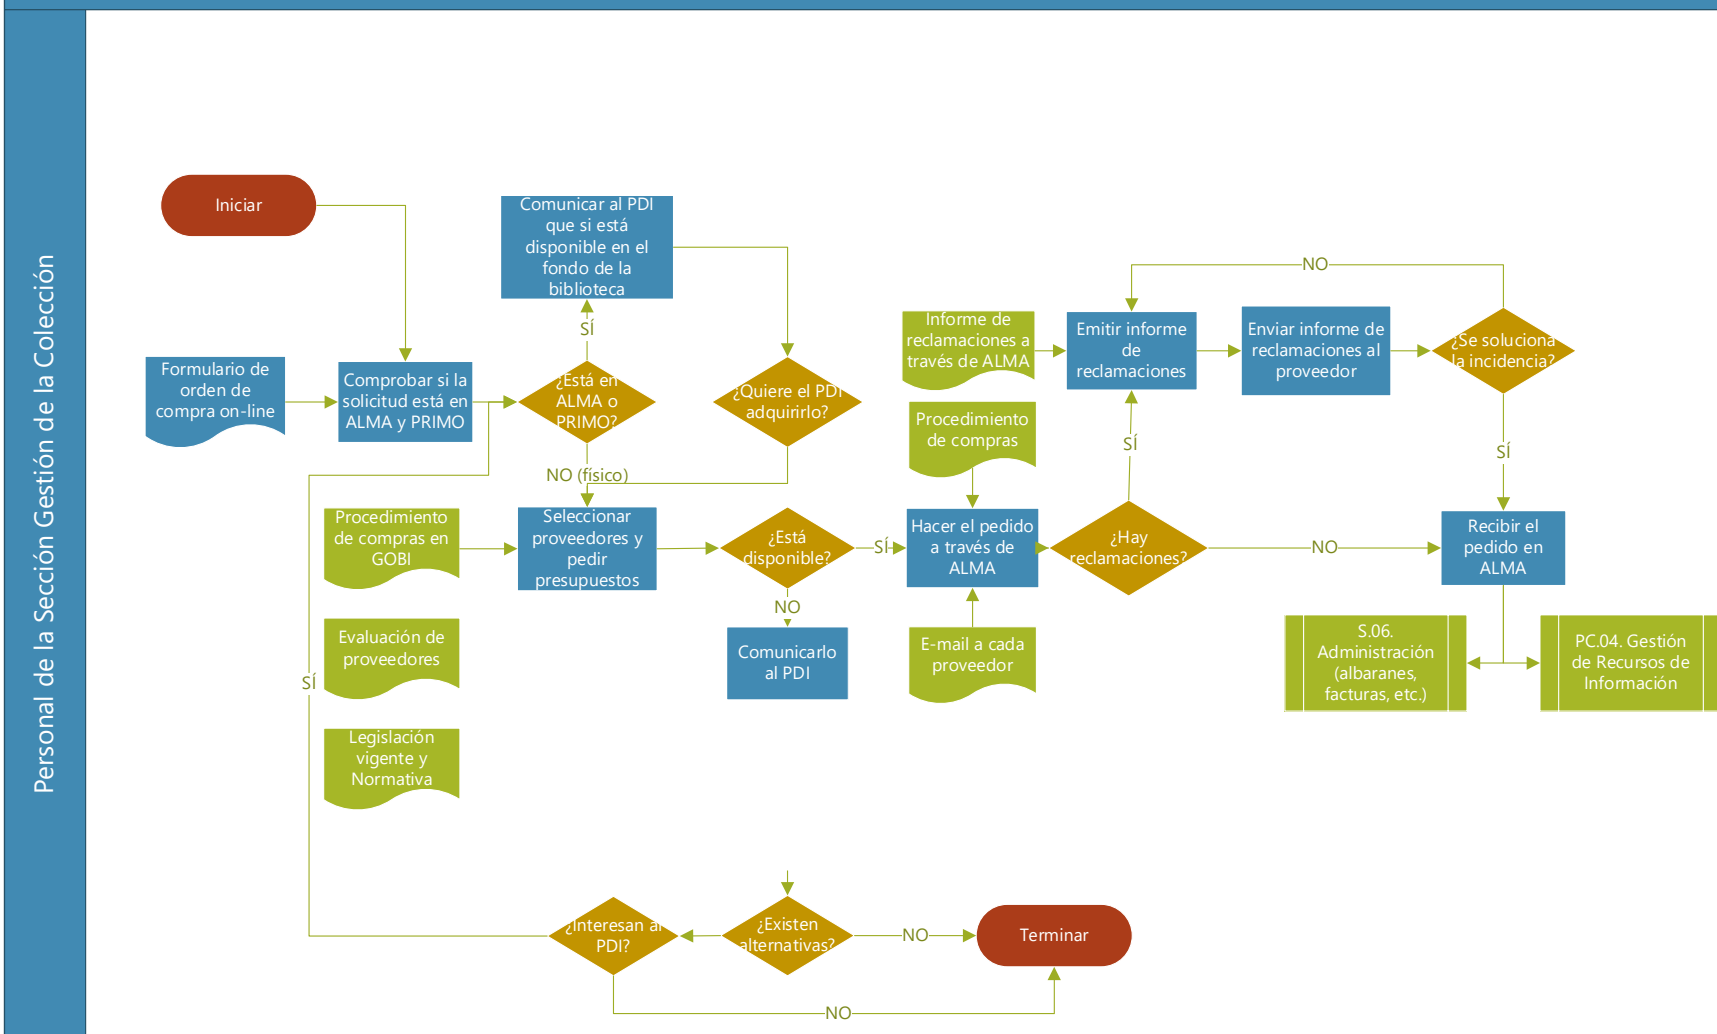 Personal de la Sección Gestión de la Colección
Iniciar
Formulario de
orden de
compra on-line
Comprobar si la
solicitud está en
ALMA y PRIMO
Comunicar al PDI
que si está
disponible en el
fondo de la
biblioteca
SÍ
¿Está en
ALMA o
PRIMO?
NO (físico)
¿Quiere el PDI
adquirirlo?
Procedimiento
de compras en
GOBI
Seleccionar
proveedores y
pedir
presupuestos
¿Está
disponible?
SÍ
NO
Comunicarlo
al PDI
Evaluación de
proveedores
Legislación
vigente y
Normativa
SÍ
Informe de
reclamaciones a
través de ALMA
Procedimiento
de compras
Hacer el pedido
a través de
ALMA
E-mail a cada
proveedor
Emitir informe
de
reclamaciones
SÍ
¿Hay
reclamaciones?
NO
Enviar informe de
reclamaciones al
proveedor
NO
¿Se soluciona
la incidencia?
SÍ
Recibir el
pedido en
ALMA
S.06.
Administración
(albaranes,
facturas, etc.)
PC.04. Gestión
de Recursos de
Información
¿Interesan al
PDI?
¿Existen
alternativas?
NO
Terminar
NO